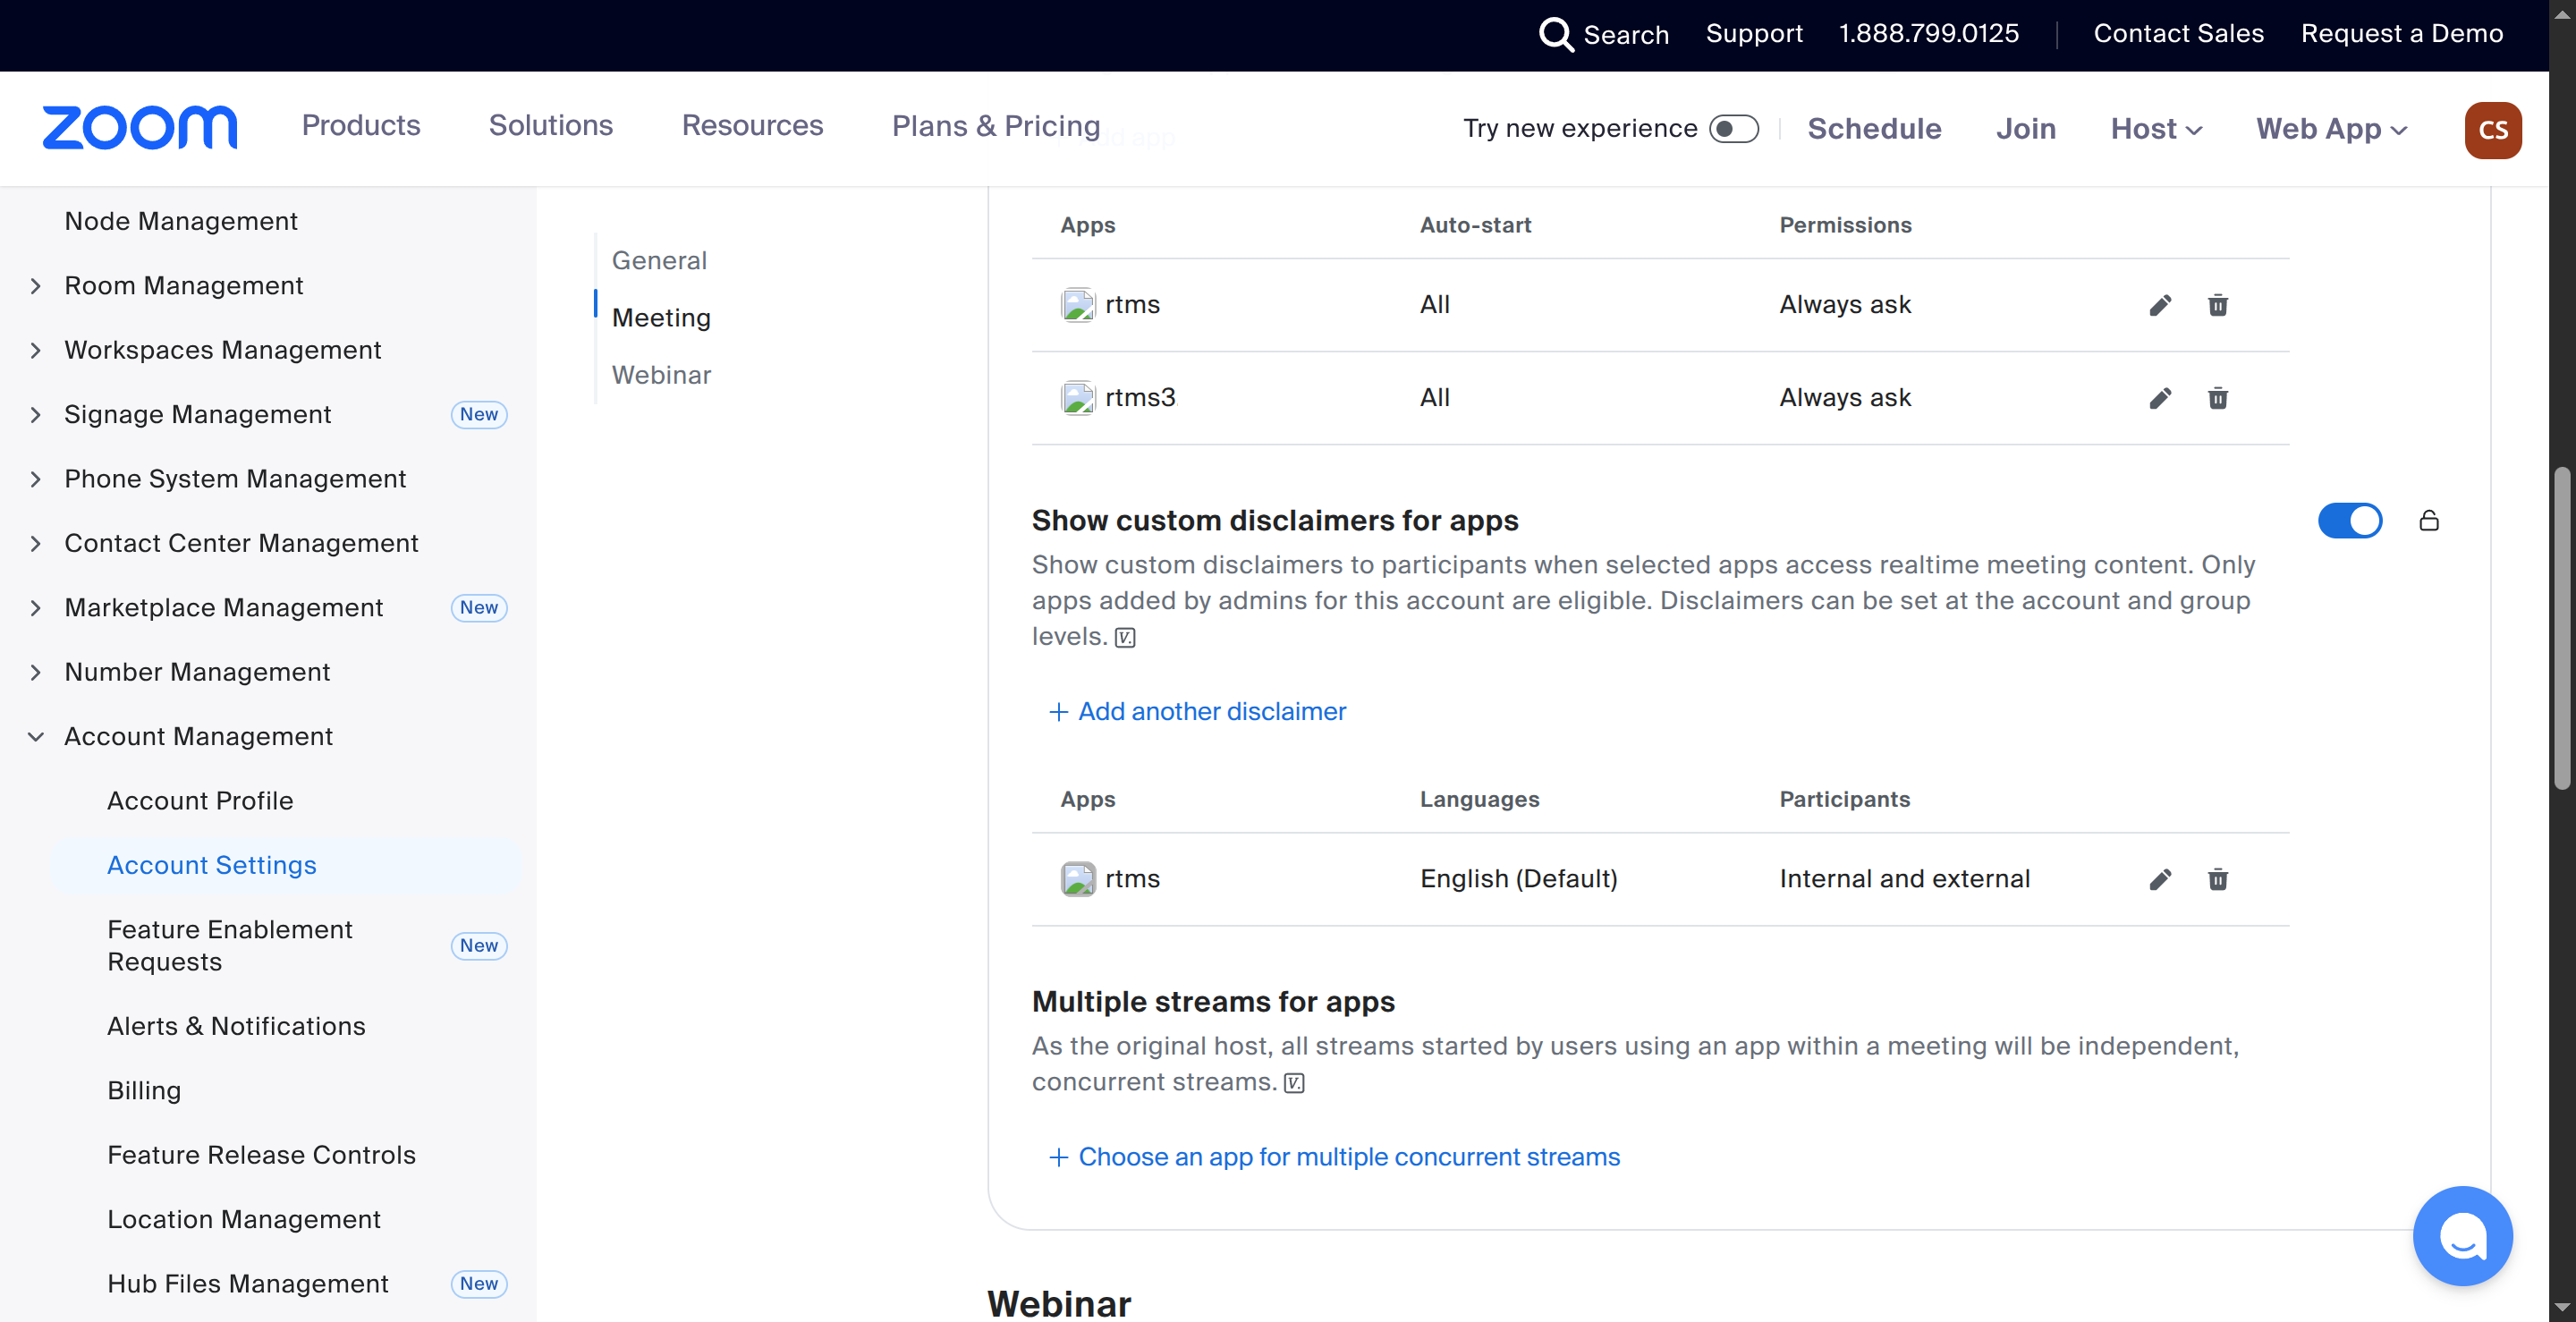 Search Support 1.888.799.0125 Contact Sales Request a Demo
zoom Products Solutions Resources Plans & Pricing Try new experience Schedule Join Host Web App CS
Node Management
Room Management
Workspaces Management
Signage Management New
Phone System Management
Contact Center Management
Marketplace Management New
Number Management
Account Management
Account Profile
Account Settings
Feature Enablement
Requests New
Alerts & Notifications
Billing
Feature Release Controls
Location Management
Hub Files Management New
General
Meeting
Webinar
Apps Auto-start Permissions
rtms All Always ask
rtms3 All Always ask
Show custom disclaimers for apps
Show custom disclaimers to participants when selected apps access realtime meeting content. Only
apps added by admins for this account are eligible. Disclaimers can be set at the account and group
levels. V.
+ Add another disclaimer
Apps Languages Participants
rtms English (Default) Internal and external
Multiple streams for apps
As the original host, all streams started by users using an app within a meeting will be independent,
concurrent streams. V.
+ Choose an app for multiple concurrent streams
Webinar